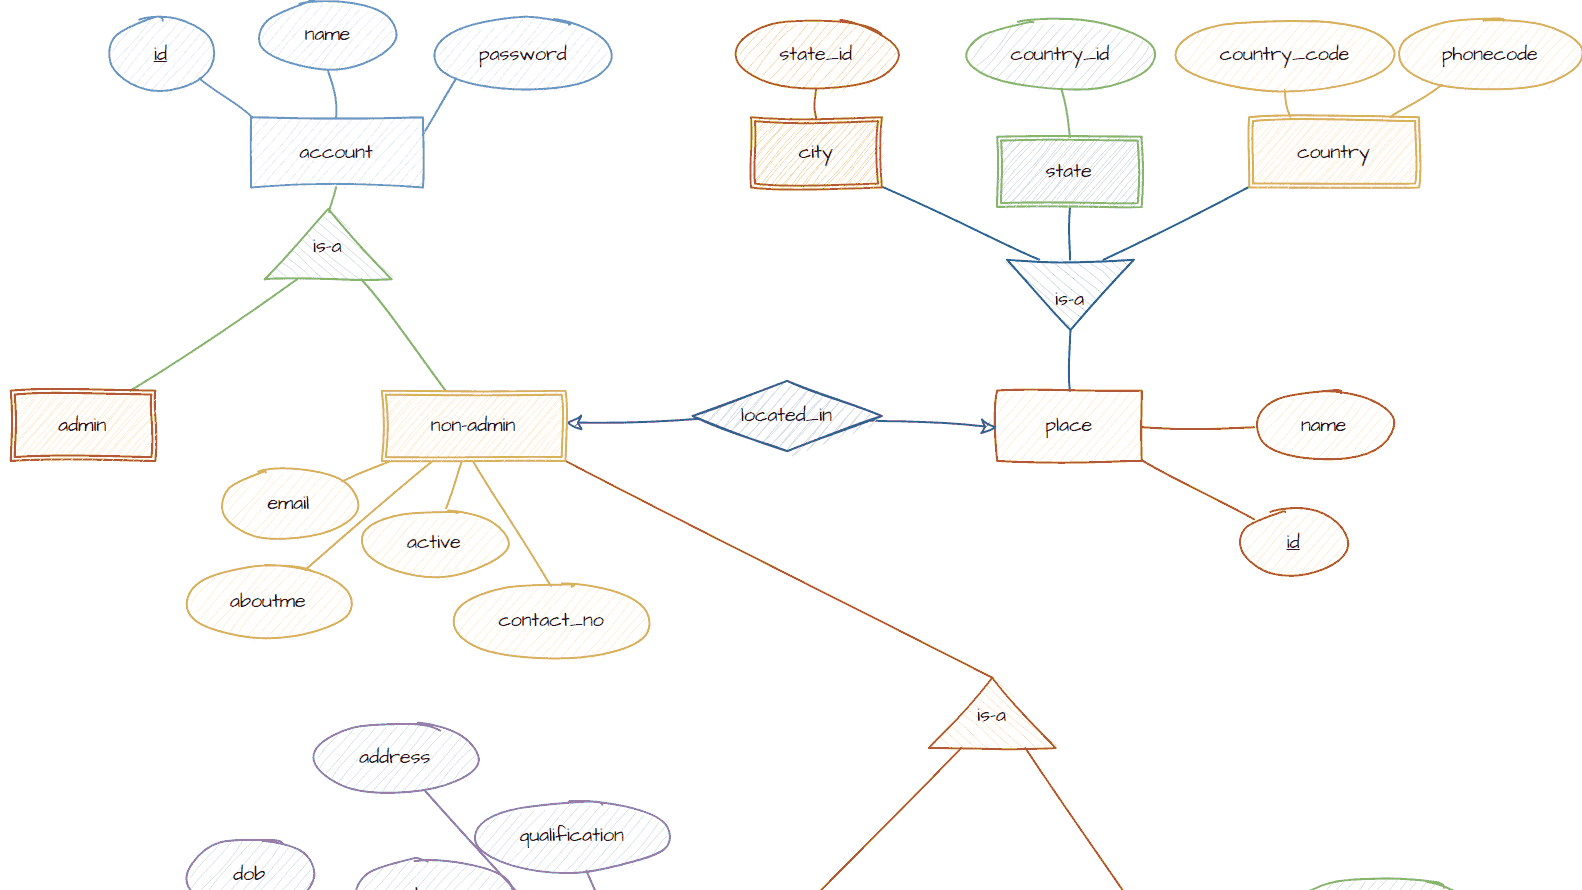 id
name
password
state_id
country_id
country_code
phonecode
account
city
state
country
is-a
is-a
admin
non-admin
located_in
place
name
email
active
id
aboutme
contact_no
is-a
address
qualification
dob